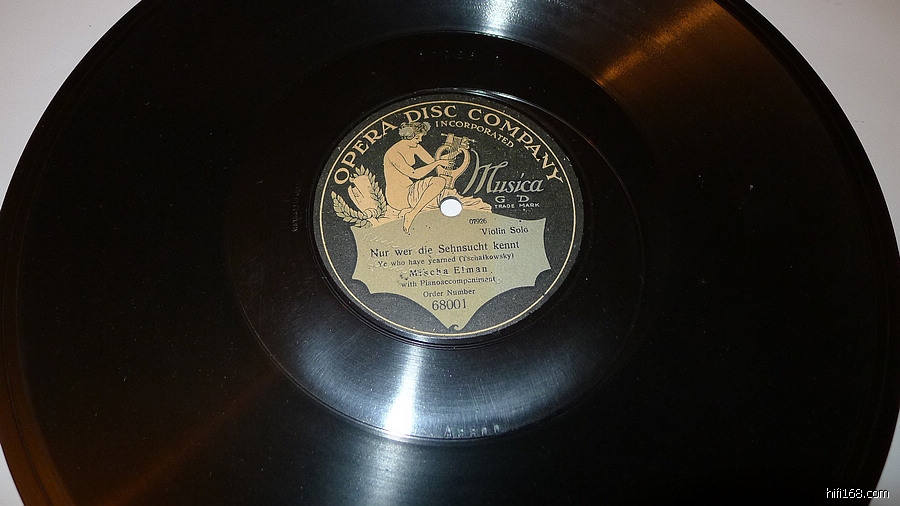 OPERA DISC COMPANY
INCORPORATED
Musica
G D
TRADE MARK
07926
Violin Solo
Nur wer die Sehnsucht kennt
Ye who have yearned (Tschaikowsky)
Mischa Elman
with Pianoaccompaniment
Order Number
68001
hifi168.com